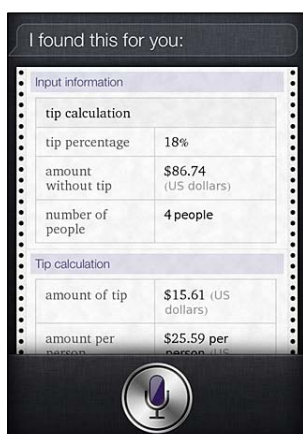 I found this for you:
Input information
tip calculation
tip percentage 18%
amount $86.74
without tip (US dollars)
number of 4 people
people
Tip calculation
amount of tip $15.61 (US
dollars)
amount per $25.59 per
person person (US